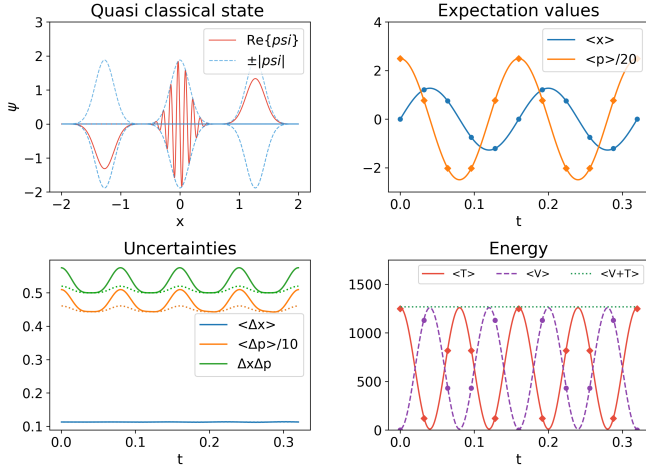 Quasi classical state
Expectation values
3
2
1
0
−1
−2
ψ
Re{psi}
±|psi|
−2
−1
0
1
2
x
4
2
0
−2
<x>
<p>/20
0.0
0.1
0.2
0.3
t
Uncertainties
Energy
0.5
0.4
0.3
0.2
0.1
<Δx>
<Δp>/10
ΔxΔp
0.0
0.1
0.2
0.3
t
1500
1000
500
0
<T>
<V>
<V+T>
0.0
0.1
0.2
0.3
t